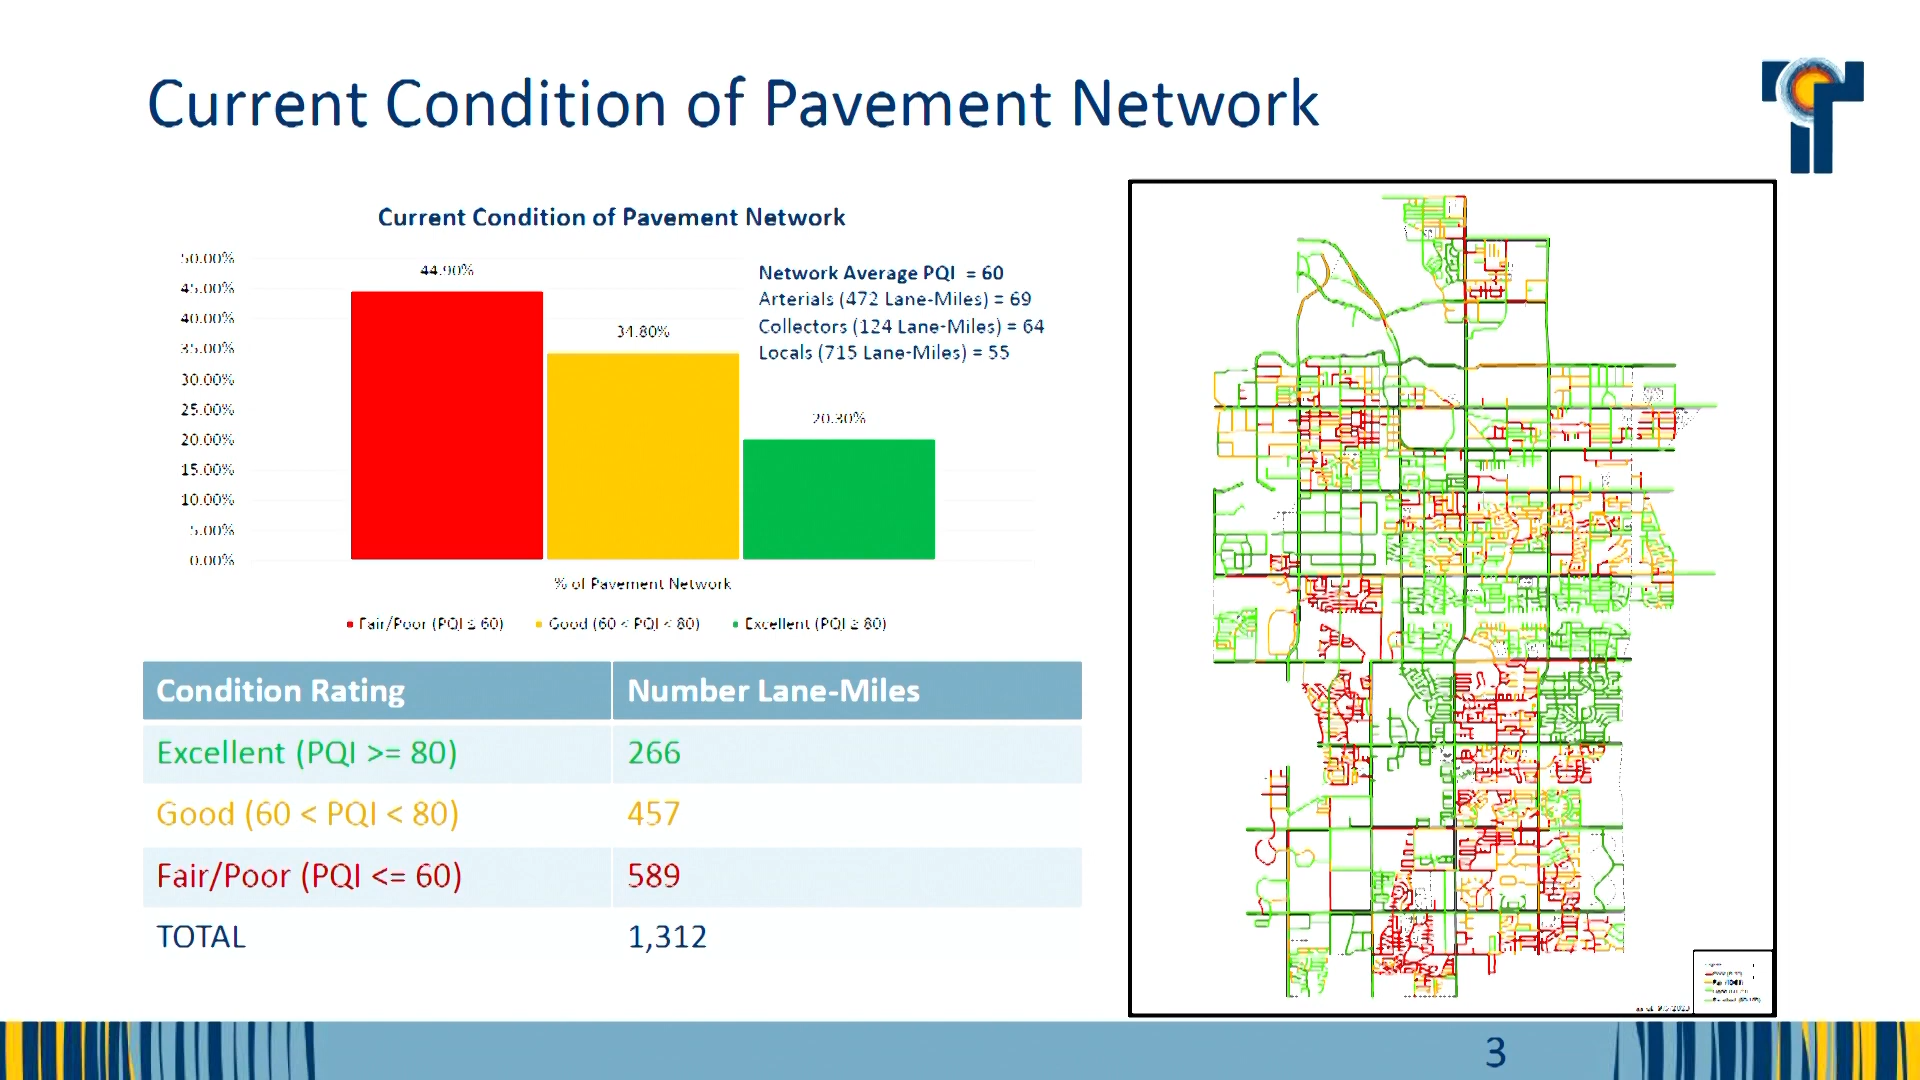 Current Condition of Pavement Network
Current Condition of Pavement Network
50.00%
45.00%
40.00%
35.00%
30.00%
25.00%
20.00%
15.00%
10.00%
5.00%
0.00%
44.90%
34.80%
20.30%
Network Average PQI = 60
Arterials (472 Lane-Miles) = 69
Collectors (124 Lane-Miles) = 64
Locals (715 Lane-Miles) = 55
% of Pavement Network
Fair/Poor (PQI ≤ 60) Good (60 < PQI < 80) Excellent (PQI ≥ 80)
Condition Rating Number Lane-Miles
Excellent (PQI >= 80) 266
Good (60 < PQI < 80) 457
Fair/Poor (PQI <= 60) 589
TOTAL 1,312
3